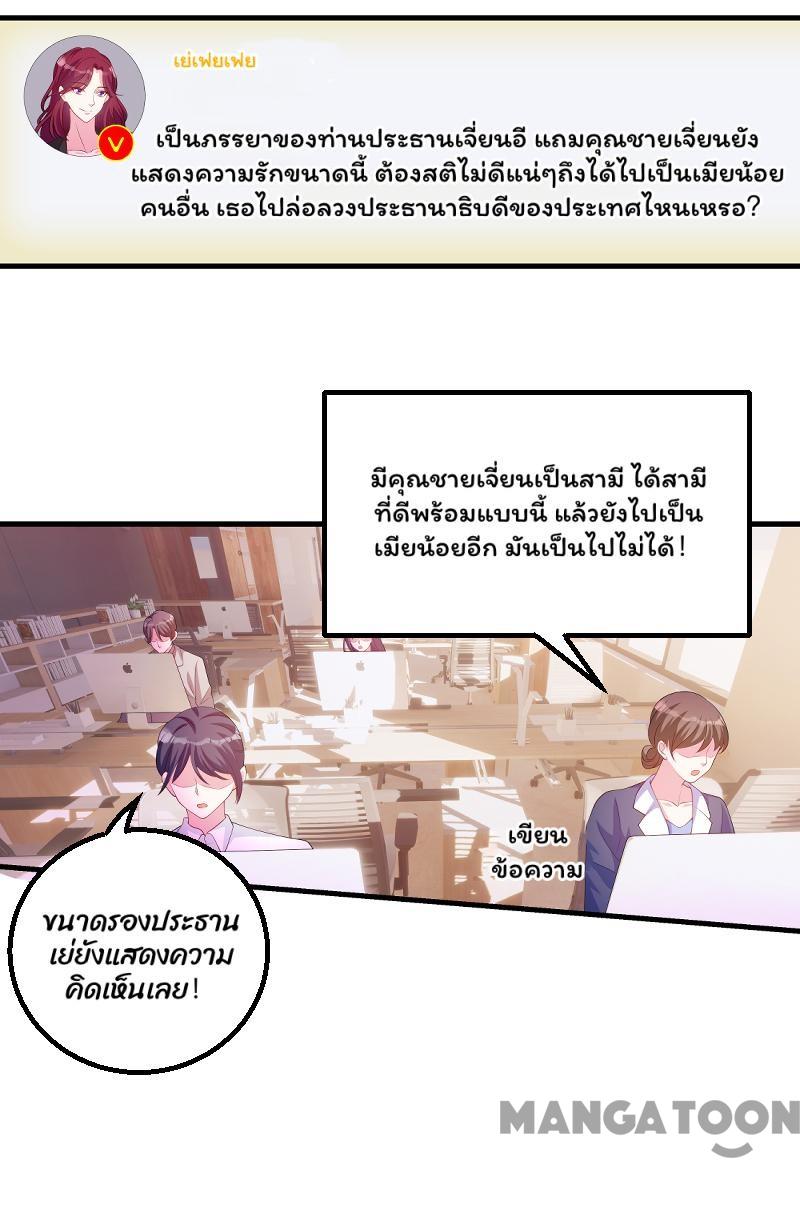 เย่เฟยเฟย
V
เป็นภรรยาของท่านประธานเจี่ยนอี แถมคุณชายเจี่ยนยัง
แสดงความรักขนาดนี้ ต้องสติไม่ดีแน่ๆถึงได้ไปเป็นเมียน้อย
คนอื่น เธอไปล่อลวงประธานาธิบดีของประเทศไหนเหรอ?
มีคุณชายเจี่ยนเป็นสามี ได้สามี
ที่ดีพร้อมแบบนี้ แล้วยังไปเป็น
เมียน้อยอีก มันเป็นไปไม่ได้!
เขียน
ข้อความ
ขนาดรองประธาน
เย่ยังแสดงความ
คิดเห็นเลย!
MANGATOON